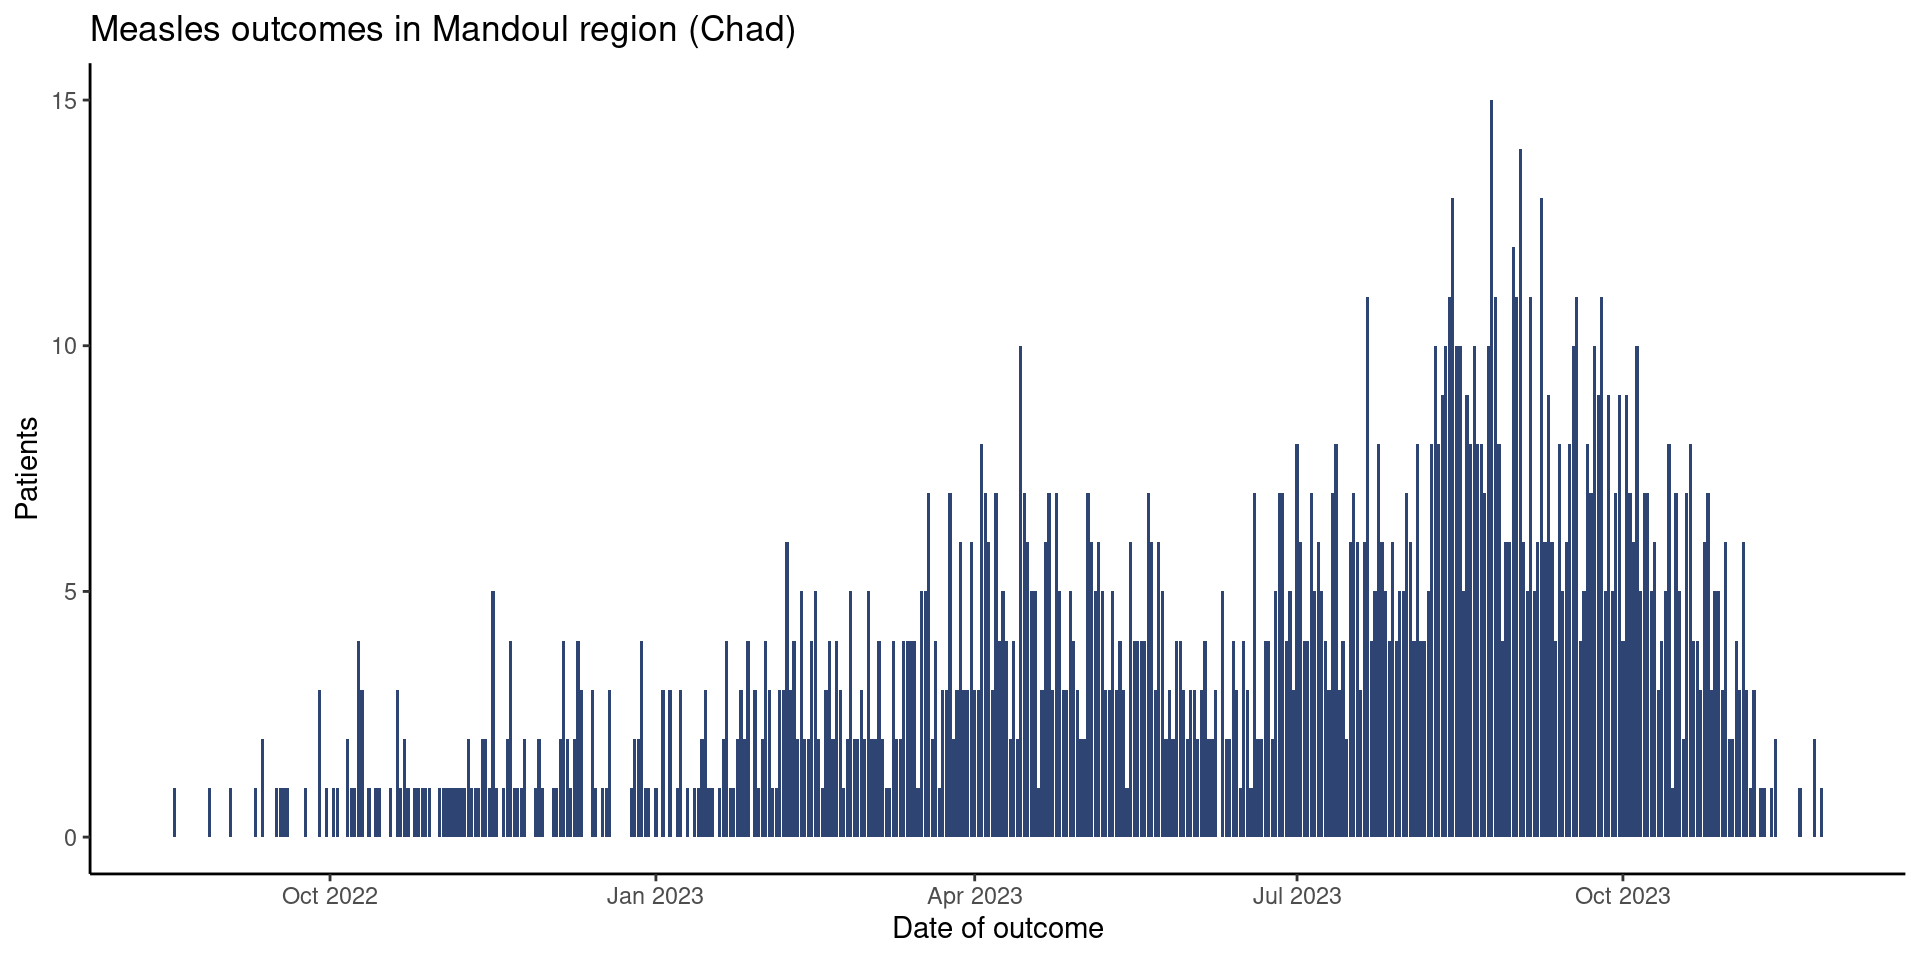 Measles outcomes in Mandoul region (Chad)
15
10
5
0
Patients
Oct 2022
Jan 2023
Apr 2023
Jul 2023
Oct 2023
Date of outcome